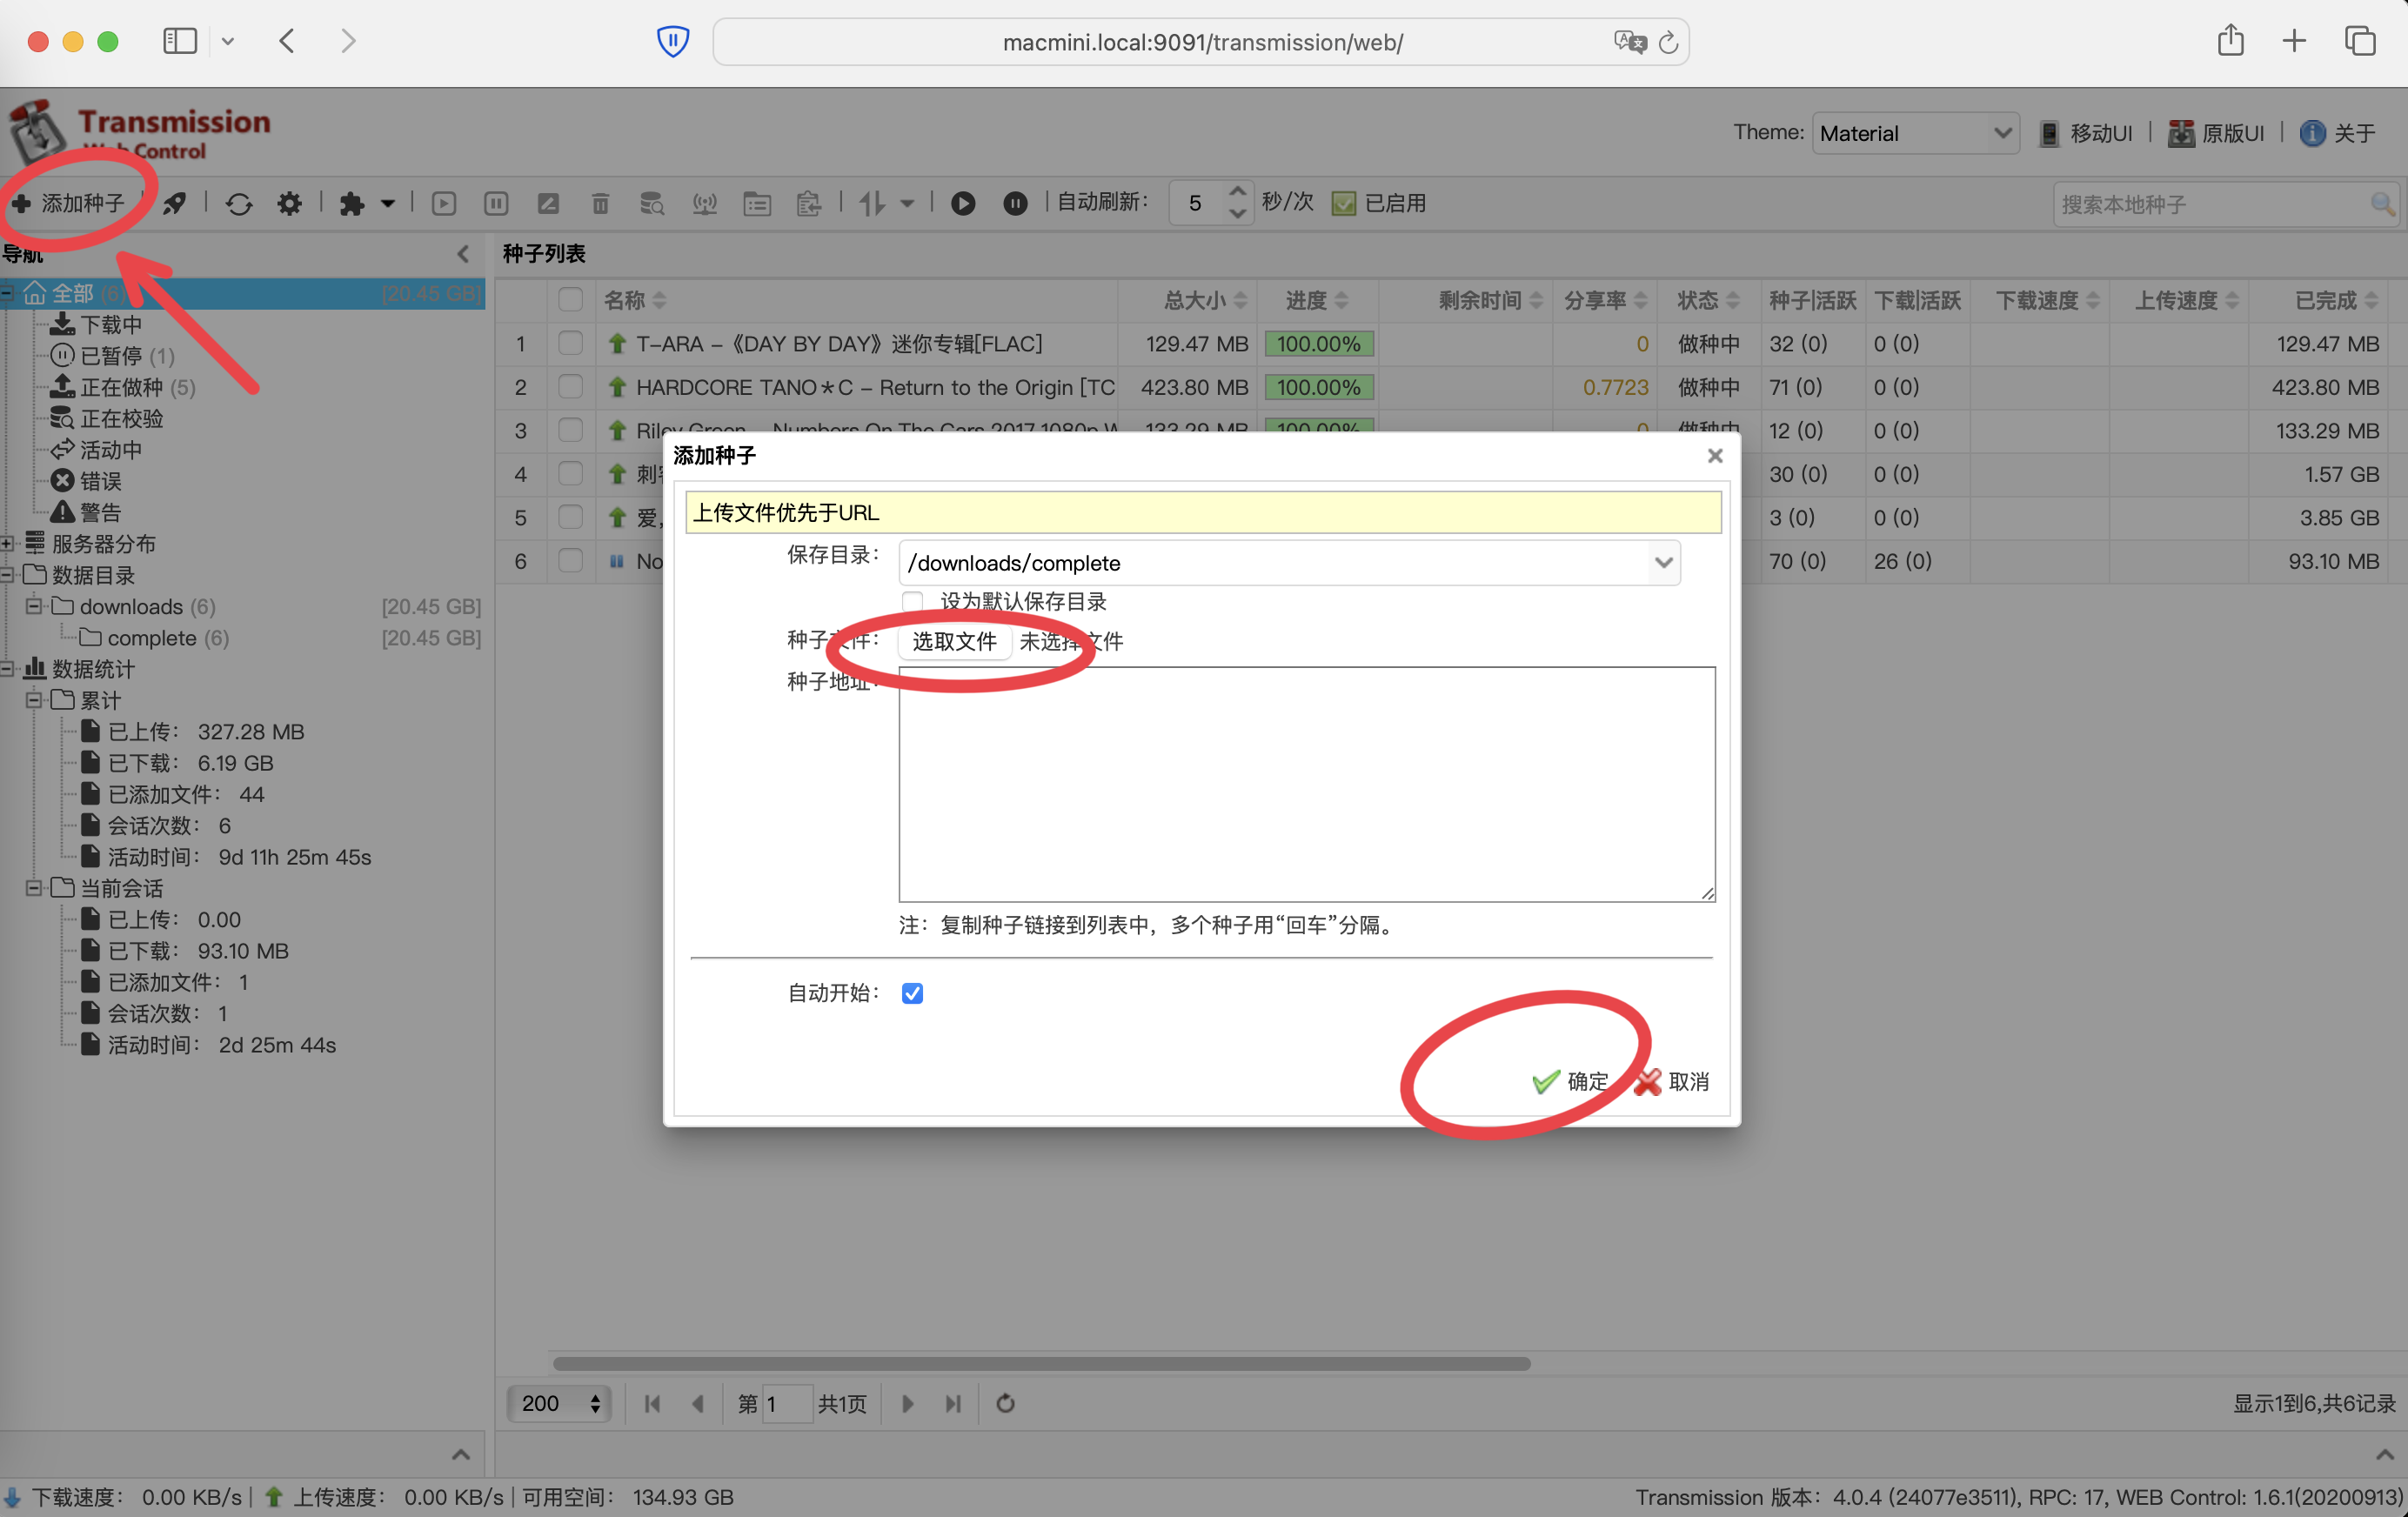 macmini.local:9091/transmission/web/
Transmission
Web Control
Theme: Material 移动UI 原版UI 关于
添加种子 自动刷新： 5 秒/次 已启用 搜索本地种子
导航
种子列表
全部 (6) [20.45 GB]
下载中
已暂停 (1)
正在做种 (5)
正在校验
活动中
错误
警告
服务器分布
数据目录
downloads (6) [20.45 GB]
complete (6) [20.45 GB]
数据统计
累计
已上传： 327.28 MB
已下载： 6.19 GB
已添加文件： 44
会话次数： 6
活动时间： 9d 11h 25m 45s
当前会话
已上传： 0.00
已下载： 93.10 MB
已添加文件： 1
会话次数： 1
活动时间： 2d 25m 44s
名称 总大小 进度 剩余时间 分享率 状态 种子|活跃 下载|活跃 下载速度 上传速度 已完成
1 T-ARA -《DAY BY DAY》迷你专辑[FLAC] 129.47 MB 100.00% 0 做种中 32 (0) 0 (0) 129.47 MB
2 HARDCORE TANO*C - Return to the Origin [TC 423.80 MB 100.00% 0.7723 做种中 71 (0) 0 (0) 423.80 MB
3 Riley Green - Numbers On The Cars 2017 1080p W 133.29 MB 100.00% 0 做种中 12 (0) 0 (0) 133.29 MB
4 刺 30 (0) 0 (0) 1.57 GB
5 爱, 3 (0) 0 (0) 3.85 GB
6 No 70 (0) 26 (0) 93.10 MB
添加种子
上传文件优先于URL
保存目录： /downloads/complete
设为默认保存目录
种子文件： 选取文件 未选择文件
种子地址：
注：复制种子链接到列表中，多个种子用“回车”分隔。
自动开始：
确定 取消
200 第 1 共1页 显示1到6,共6记录
下载速度： 0.00 KB/s | 上传速度： 0.00 KB/s | 可用空间： 134.93 GB
Transmission 版本：4.0.4 (24077e3511), RPC: 17, WEB Control: 1.6.1(20200913)